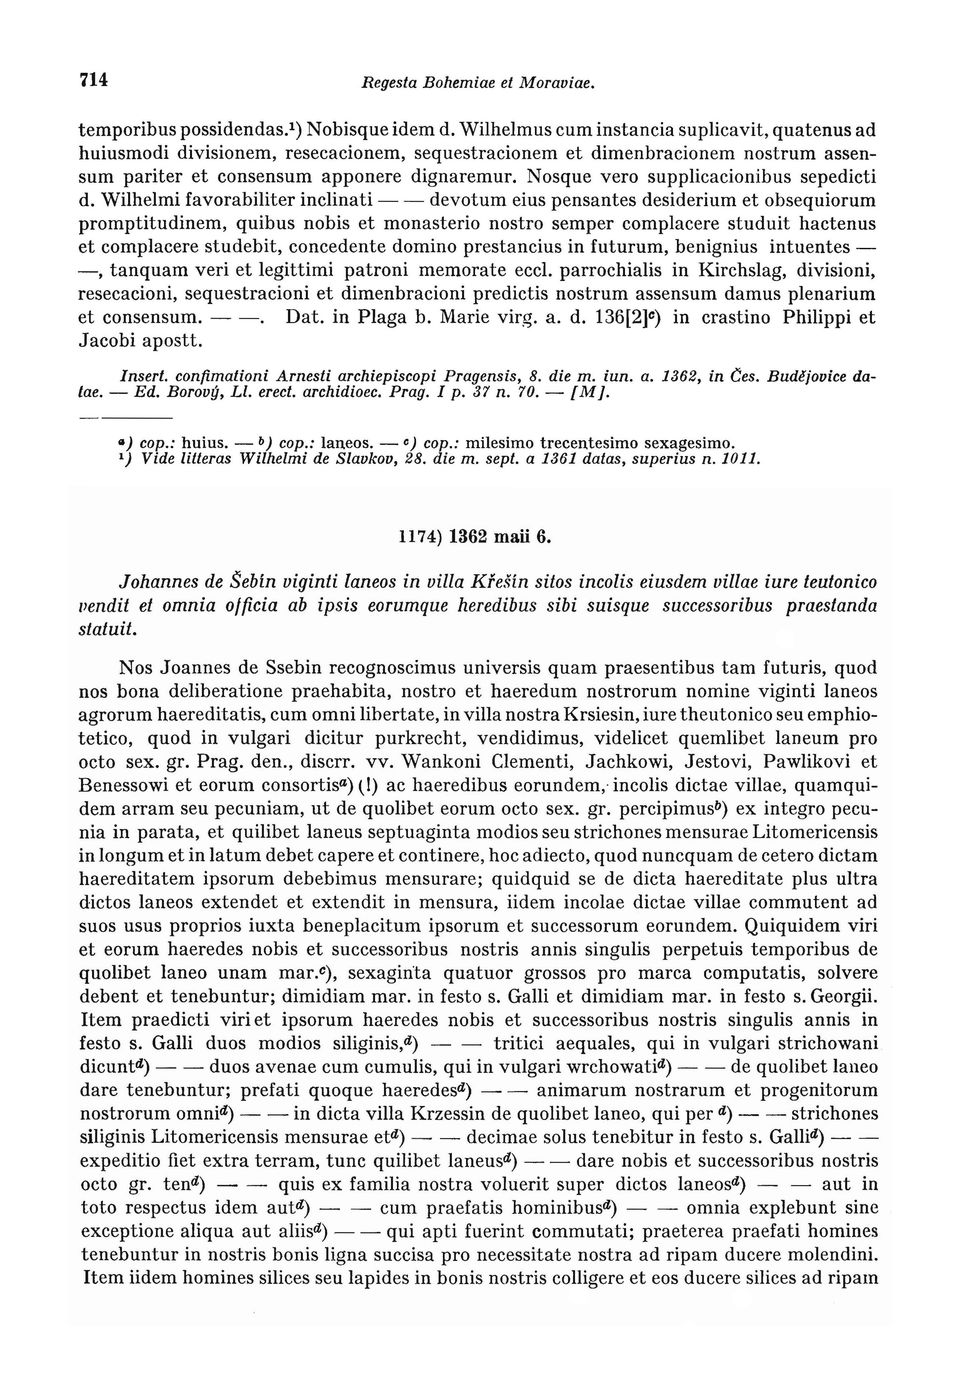 714 Regesta Bohemiae et Moraviae.
temporibus possidendas.¹) Nobisque idem d. Wilhelmus cum instancia suplicavit, quatenus ad
huiusmodi divisionem, resecacionem, sequestracionem et dimenbracionem nostrum assen-
sum pariter et consensum apponere dignaremur. Nosque vero supplicacionibus sepedicti
d. Wilhelmi favorabiliter inclinati — — devotum eius pensantes desiderium et obsequiorum
promptitudinem, quibus nobis et monasterio nostro semper complacere studuit hactenus
et complacere studebit, concedente domino prestancius in futurum, benignius intuentes —
—, tanquam veri et legittimi patroni memorate eccl. parrochialis in Kirchslag, divisioni,
resecacioni, sequestracioni et dimenbracioni predictis nostrum assensum damus plenarium
et consensum. — —. Dat. in Plaga b. Marie virg. a. d. 136[2]ᶜ) in crastino Philippi et
Jacobi apostt.
Insert. confimationi Arnesti archiepiscopi Pragensis, 8. die m. iun. a. 1362, in Čes. Budějovice da-
tae. — Ed. Borový, Ll. erect. archidioec. Prag. I p. 37 n. 70. — [M].
ᵃ) cop.: huius. — ᵇ) cop.: laneos. — ᶜ) cop.: milesimo trecentesimo sexagesimo.
¹) Vide litteras Wilhelmi de Slavkov, 28. die m. sept. a 1361 datas, superius n. 1011.
1174) 1362 maii 6.
Johannes de Šebín viginti laneos in villa Křešín sitos incolis eiusdem villae iure teutonico
vendit et omnia officia ab ipsis eorumque heredibus sibi suisque successoribus praestanda
statuit.
Nos Joannes de Ssebin recognoscimus universis quam praesentibus tam futuris, quod
nos bona deliberatione praehabita, nostro et haeredum nostrorum nomine viginti laneos
agrorum haereditatis, cum omni libertate, in villa nostra Krsiesin, iure theutonico seu emphio-
tetico, quod in vulgari dicitur purkrecht, vendidimus, videlicet quemlibet laneum pro
octo sex. gr. Prag. den., discrr. vv. Wankoni Clementi, Jachkowi, Jestovi, Pawlikovi et
Benessowi et eorum consortisᵃ) (!) ac haeredibus eorundem, incolis dictae villae, quamqui-
dem arram seu pecuniam, ut de quolibet eorum octo sex. gr. percipimusᵇ) ex integro pecu-
nia in parata, et quilibet laneus septuaginta modios seu strichones mensurae Litomericensis
in longum et in latum debet capere et continere, hoc adiecto, quod nuncquam de cetero dictam
haereditatem ipsorum debebimus mensurare; quidquid se de dicta haereditate plus ultra
dictos laneos extendet et extendit in mensura, iidem incolae dictae villae commutent ad
suos usus proprios iuxta beneplacitum ipsorum et successorum eorundem. Quiquidem viri
et eorum haeredes nobis et successoribus nostris annis singulis perpetuis temporibus de
quolibet laneo unam mar.ᶜ), sexaginta quatuor grossos pro marca computatis, solvere
debent et tenebuntur; dimidiam mar. in festo s. Galli et dimidiam mar. in festo s. Georgii.
Item praedicti viri et ipsorum haeredes nobis et successoribus nostris singulis annis in
festo s. Galli duos modios siliginis,ᵈ) — — tritici aequales, qui in vulgari strichowani
dicuntᵈ) — — duos avenae cum cumulis, qui in vulgari wrchowatiᵈ) — — de quolibet laneo
dare tenebuntur; prefati quoque haeredesᵈ) — — animarum nostrarum et progenitorum
nostrorum omniᵈ) — — in dicta villa Krzessin de quolibet laneo, qui per ᵈ) — — strichones
siliginis Litomericensis mensurae etᵈ) — — decimae solus tenebitur in festo s. Galliᵈ) — —
expeditio fiet extra terram, tunc quilibet laneusᵈ) — — dare nobis et successoribus nostris
octo gr. tenᵈ) — — quis ex familia nostra voluerit super dictos laneosᵈ) — — aut in
toto respectus idem autᵈ) — — cum praefatis hominibusᵈ) — — omnia explebunt sine
exceptione aliqua aut aliisᵈ) — — qui apti fuerint commutati; praeterea praefati homines
tenebuntur in nostris bonis ligna succisa pro necessitate nostra ad ripam ducere molendini.
Item iidem homines silices seu lapides in bonis nostris colligere et eos ducere silices ad ripam